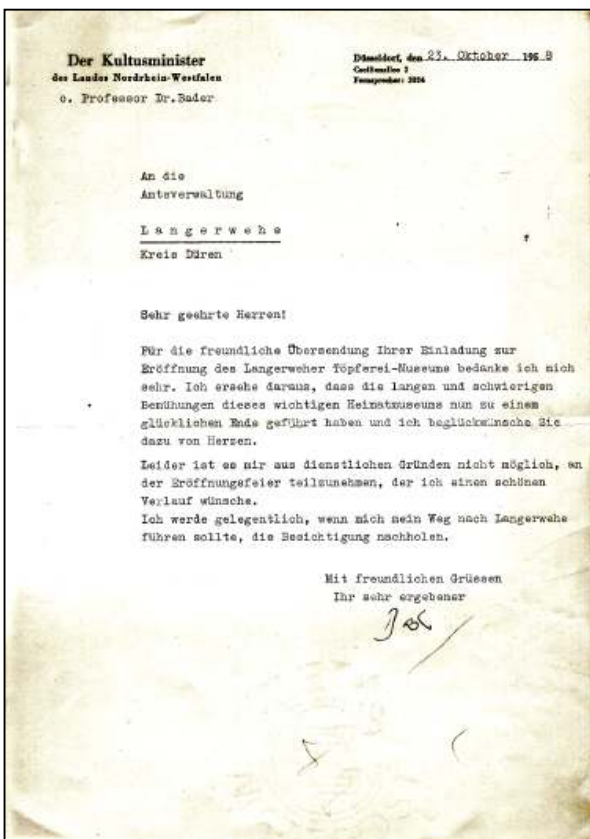 Der Kultusminister
des Landes Nordrhein-Westfalen
o. Professor Dr.Bader
Düsseldorf, den 23. Oktober 1958
Cecilienallee 2
Fernsprecher:
An die
Amtsverwaltung
Langerwehe
Kreis Düren
Sehr geehrte Herren!
Für die freundliche Übersendung Ihrer Einladung zur
Eröffnung des Langerweher Töpferei-Museums bedanke ich mich
sehr. Ich ersehe daraus, dass die langen und schwierigen
Bemühungen dieses wichtigen Heimatmuseums nun zu einem
glücklichen Ende geführt haben und ich beglückwünsche Sie
dazu von Herzen.
Leider ist es mir aus dienstlichen Gründen nicht möglich, an
der Eröffnungsfeier teilzunehmen, der ich einen schönen
Verlauf wünsche.
Ich werde gelegentlich, wenn mich mein Weg nach Langerwehe
führen sollte, die Besichtigung nachholen.
Mit freundlichen Grüssen
Ihr sehr ergebener